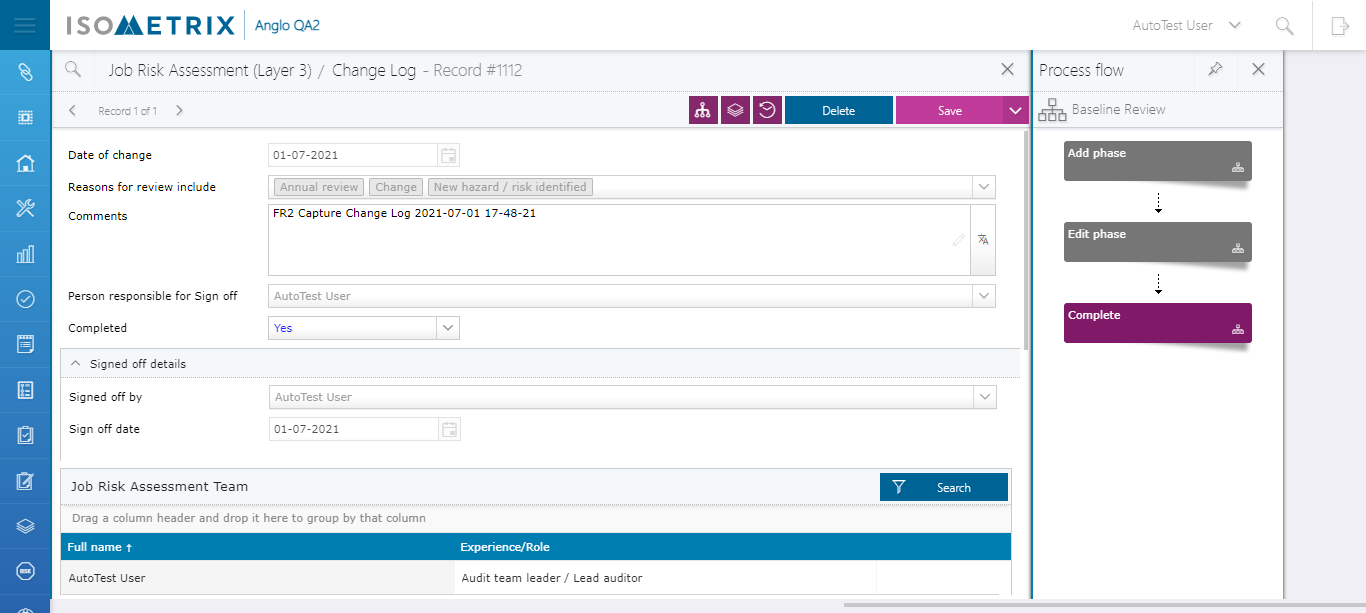 ISOMETRIX Anglo QA2 AutoTest User
Job Risk Assessment (Layer 3) / Change Log - Record #1112
Record 1 of 1 Delete Save
Date of change 01-07-2021
Reasons for review include Annual review Change New hazard / risk identified
Comments FR2 Capture Change Log 2021-07-01 17-48-21
Person responsible for Sign off AutoTest User
Completed Yes
Signed off details
Signed off by AutoTest User
Sign off date 01-07-2021
Job Risk Assessment Team Search
Drag a column header and drop it here to group by that column
Full name ↑ Experience/Role
AutoTest User Audit team leader / Lead auditor
Process flow
Baseline Review
Add phase
Edit phase
Complete